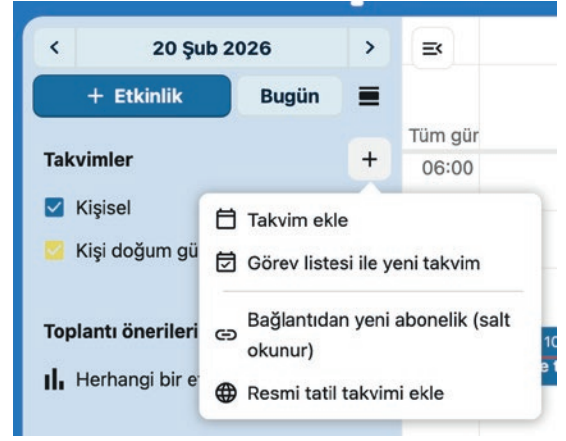 20 Şub 2026
+ Etkinlik
Bugün
Tüm gür
Takvimler
06:00
Kişisel
Takvim ekle
Kişi doğum gü
Görev listesi ile yeni takvim
Toplantı önerileri
Bağlantıdan yeni abonelik (salt
okunur)
10
Herhangi bir e
Resmi tatil takvimi ekle